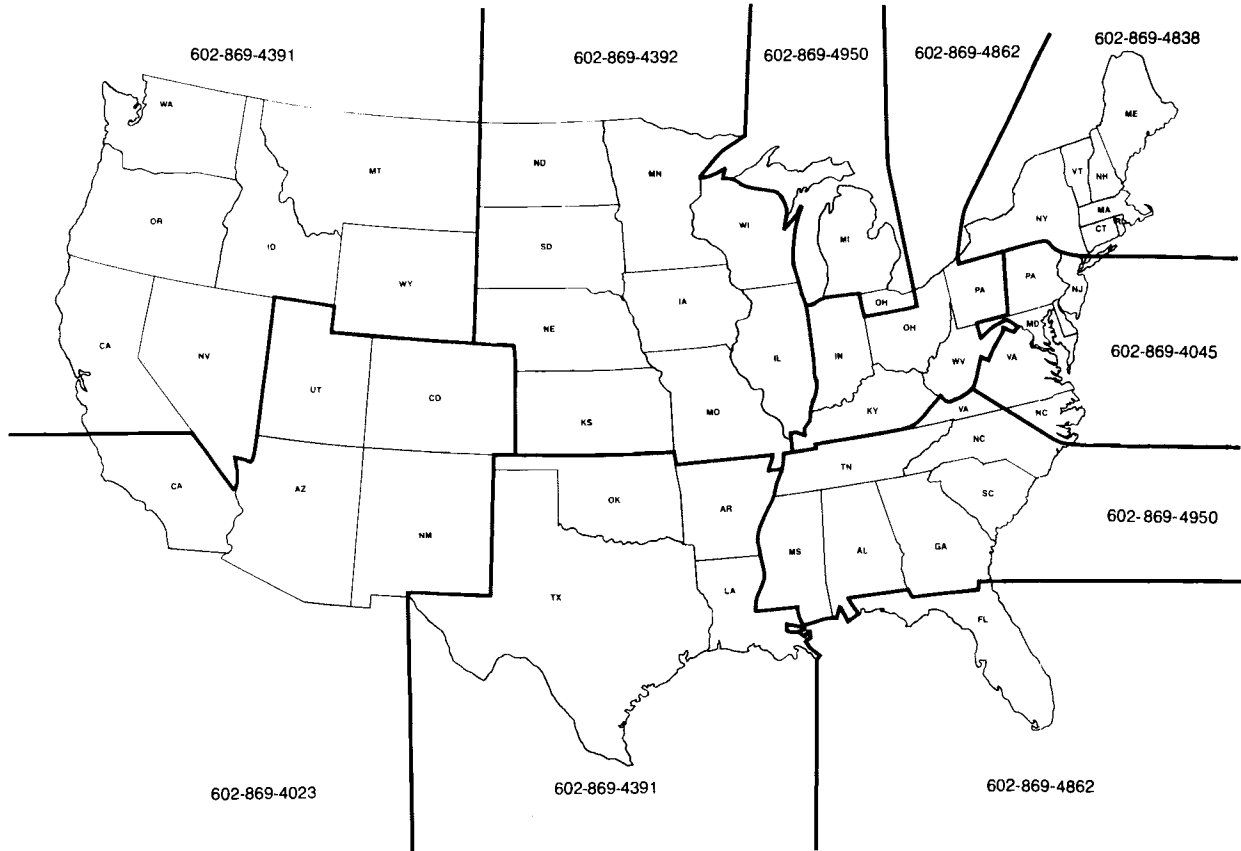 602-869-4391
602-869-4392
602-869-4950
602-869-4862
602-869-4838
WA
MT
ND
MN
ME
VT
NH
OR
ID
SD
WI
MI
NY
MA
CT
WY
IA
OH
PA
PA
NJ
NE
OH
MD
CA
NV
UT
CO
IL
IN
WV
VA
602-869-4045
KS
MO
KY
VA
NC
CA
AZ
TN
NC
OK
AR
SC
602-869-4950
NM
MS
AL
GA
TX
LA
FL
602-869-4023
602-869-4391
602-869-4862